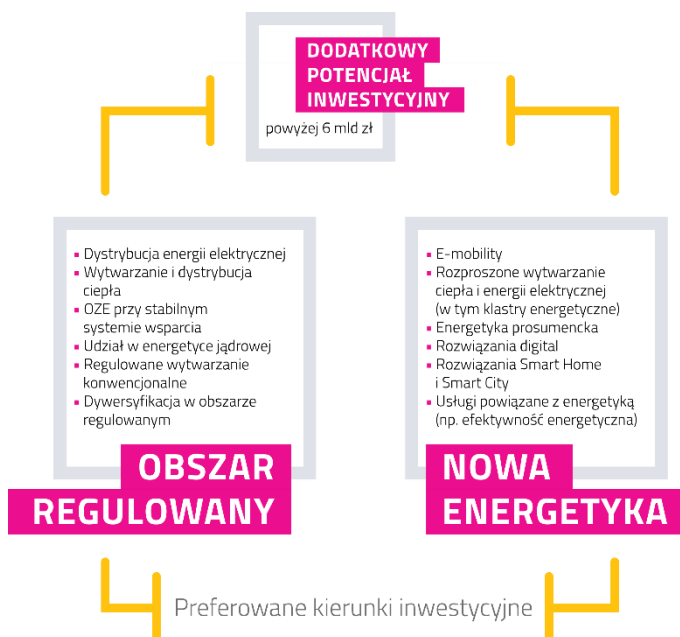 DODATKOWY
POTENCJAŁ
INWESTYCYJNY
powyżej 6 mld zł
▪ Dystrybucja energii elektrycznej
▪ Wytwarzanie i dystrybucja
ciepła
▪ OZE przy stabilnym
systemie wsparcia
▪ Udział w energetyce jądrowej
▪ Regulowane wytwarzanie
konwencjonalne
▪ Dywersyfikacja w obszarze
regulowanym
OBSZAR
REGULOWANY
▪ E-mobility
▪ Rozproszone wytwarzanie
ciepła i energii elektrycznej
(w tym klastry energetyczne)
▪ Energetyka prosumencka
▪ Rozwiązania digital
▪ Rozwiązania Smart Home
i Smart City
▪ Usługi powiązane z energetyką
(np. efektywność energetyczna)
NOWA
ENERGETYKA
Preferowane kierunki inwestycyjne